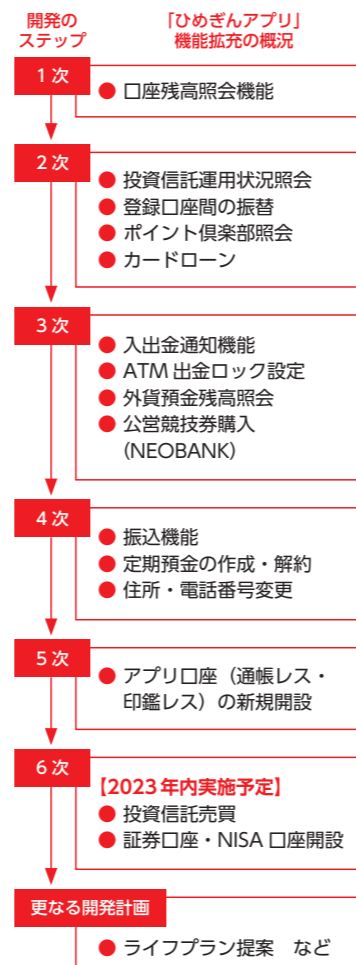 開発の
ステップ
「ひめぎんアプリ」
機能拡充の概況
1次
● 口座残高照会機能
2次
● 投資信託運用状況照会
● 登録口座間の振替
● ポイント倶楽部照会
● カードローン
3次
● 入出金通知機能
● ATM 出金ロック設定
● 外貨預金残高照会
● 公営競技券購入
(NEOBANK)
4次
● 振込機能
● 定期預金の作成・解約
● 住所・電話番号変更
5次
● アプリ口座（通帳レス・
印鑑レス）の新規開設
6次
【2023年内実施予定】
● 投資信託売買
● 証券口座・NISA 口座開設
更なる開発計画
● ライフプラン提案　など